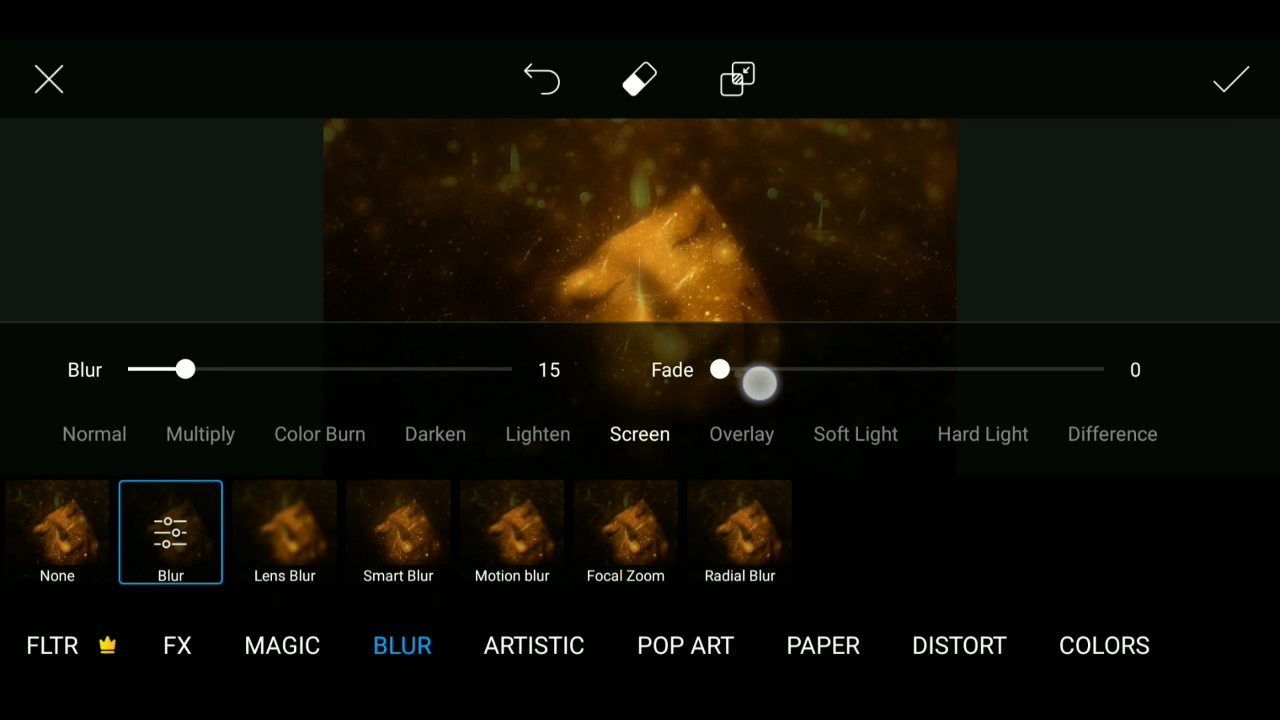 Blur 15 Fade 0
Normal Multiply Color Burn Darken Lighten Screen Overlay Soft Light Hard Light Difference
None Blur Lens Blur Smart Blur Motion blur Focal Zoom Radial Blur
FLTR FX MAGIC BLUR ARTISTIC POP ART PAPER DISTORT COLORS